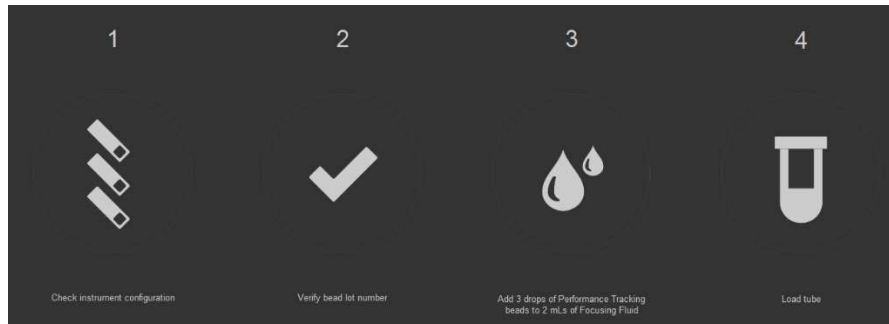 1
2
3
4
Check instrument configuration
Verify bead lot number
Add 3 drops of Performance Tracking
beads to 2 mLs of Focusing Fluid
Load tube